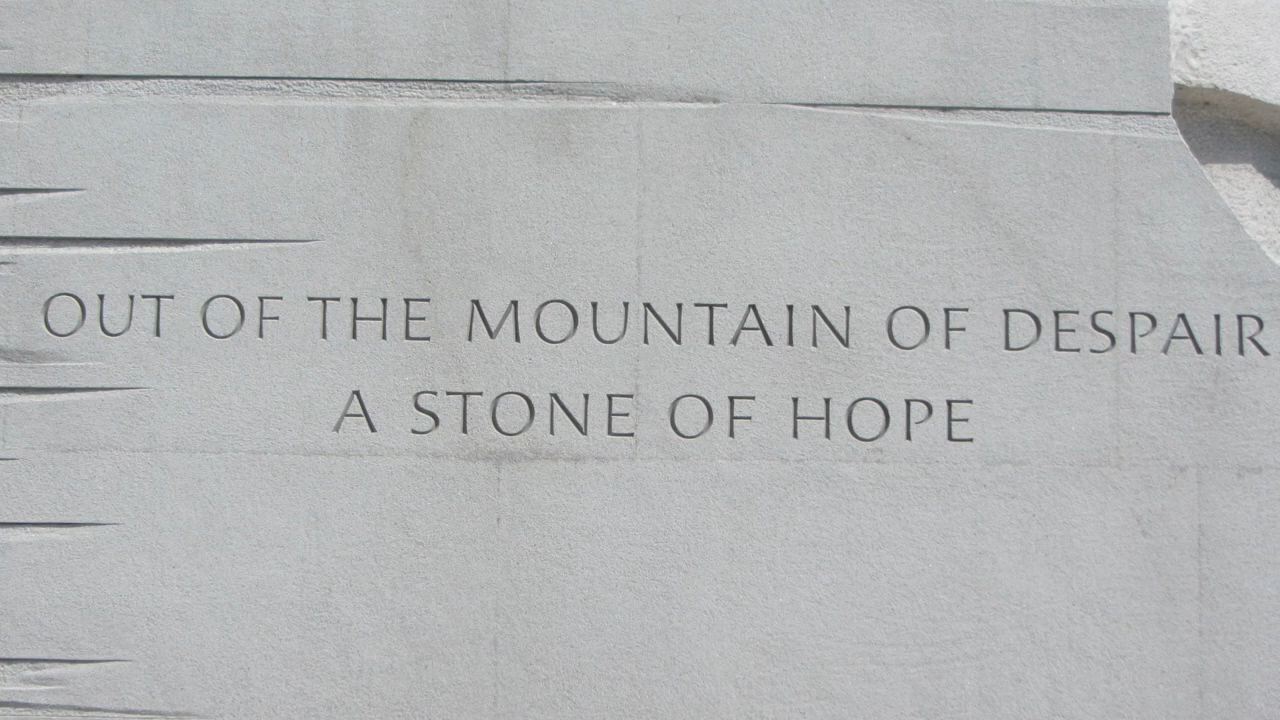 OUT OF THE MOUNTAIN OF DESPAIR
A STONE OF HOPE